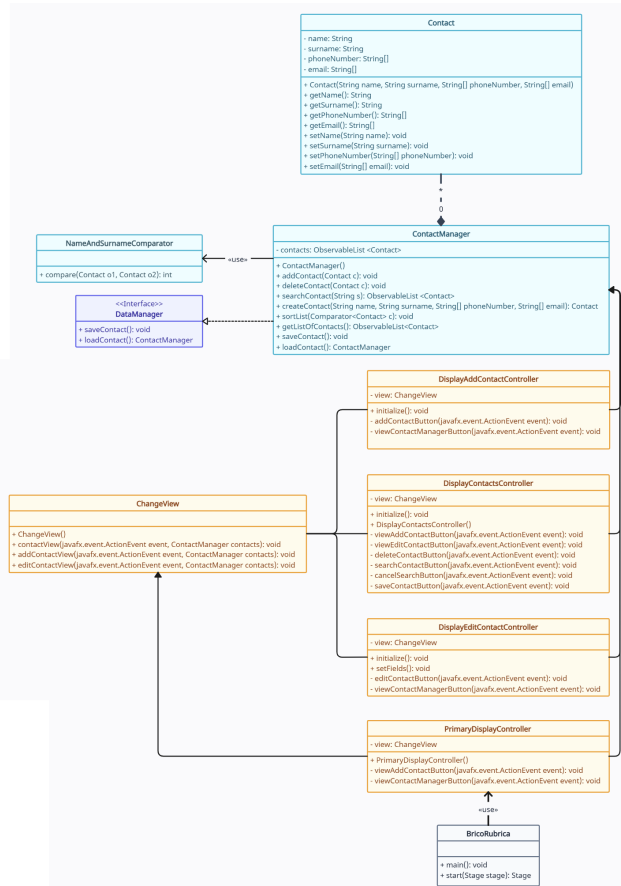 Contact
- name: String
- surname: String
- phoneNumber: String[]
- email: String[]
+ Contact(String name, String surname, String[] phoneNumber, String[] email)
+ getName(): String
+ getSurname(): String
+ getPhoneNumber(): String[]
+ getEmail(): String[]
+ setName(String name): void
+ setSurname(String surname): void
+ setPhoneNumber(String[] phoneNumber): void
+ setEmail(String[] email): void
*
0
NameAndSurnameComparator
+ compare(Contact o1, Contact o2): int
«use»
<<Interface>>
DataManager
+ saveContact(): void
+ loadContact(): ContactManager
ContactManager
- contacts: ObservableList <Contact>
+ ContactManager()
+ addContact(Contact c): void
+ deleteContact(Contact c): void
+ searchContact(String s): ObservableList <Contact>
+ createContact(String name, String surname, String[] phoneNumber, String[] email): Contact
+ sortList(Comparator<Contact> c): void
+ getListOfContacts(): ObservableList<Contact>
+ saveContact(): void
+ loadContact(): ContactManager
DisplayAddContactController
- view: ChangeView
+ initialize(): void
- addContactButton(javafx.event.ActionEvent event): void
- viewContactManagerButton(javafx.event.ActionEvent event): void
DisplayContactsController
- view: ChangeView
+ initialize(): void
+ DisplayContactsController()
- viewAddContactButton(javafx.event.ActionEvent event): void
- viewEditContactButton(javafx.event.ActionEvent event): void
- deleteContactButton(javafx.event.ActionEvent event): void
- searchContactButton(javafx.event.ActionEvent event): void
- cancelSearchButton(javafx.event.ActionEvent event): void
- saveContactButton(javafx.event.ActionEvent event): void
ChangeView
+ ChangeView()
+ contactView(javafx.event.ActionEvent event, ContactManager contacts): void
+ addContactView(javafx.event.ActionEvent event, ContactManager contacts): void
+ editContactView(javafx.event.ActionEvent event, ContactManager contacts): void
DisplayEditContactController
- view: ChangeView
+ initialize(): void
+ setFields(): void
- editContactButton(javafx.event.ActionEvent event): void
- viewContactManagerButton(javafx.event.ActionEvent event): void
PrimaryDisplayController
- view: ChangeView
+ PrimaryDisplayController()
- viewAddContactButton(javafx.event.ActionEvent event): void
- viewContactManagerButton(javafx.event.ActionEvent event): void
«use»
BricoRubrica
+ main(): void
+ start(Stage stage): Stage